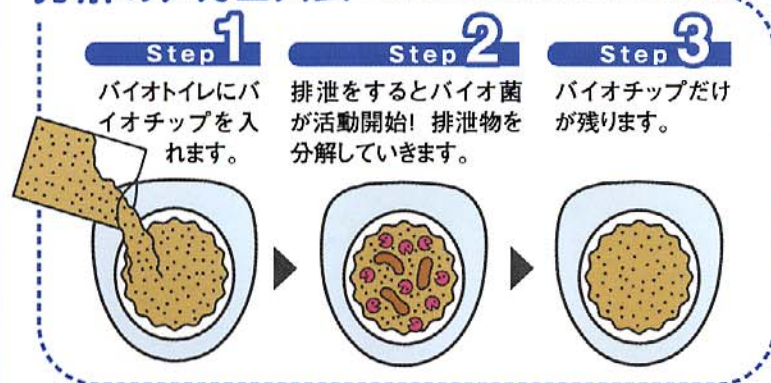 Step 1
バイオトイレにバ
イオチップを入
れます。
Step 2
排泄をするとバイオ菌
が活動開始! 排泄物を
分解していきます。
Step 3
バイオチップだけ
が残ります。